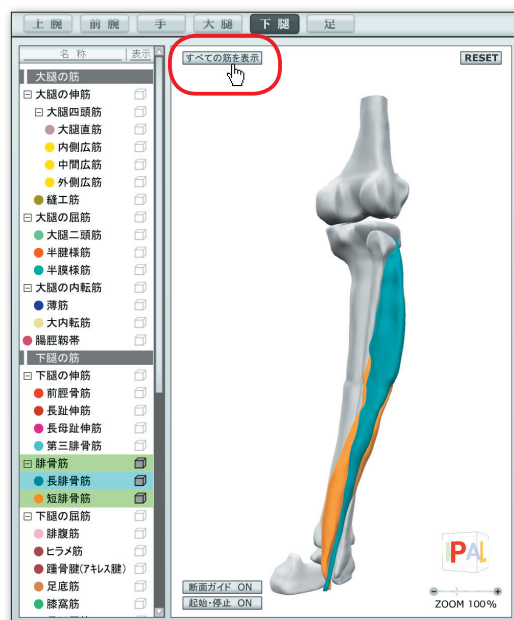 上腕 前腕 手 大腿 下腿 足
名称 表示
すべての筋を表示
RESET
大腿の筋
大腿の伸筋
大腿四頭筋
大腿直筋
内側広筋
中間広筋
外側広筋
縫工筋
大腿の屈筋
大腿二頭筋
半腱様筋
半膜様筋
大腿の内転筋
薄筋
大内転筋
腸脛靱帯
下腿の筋
下腿の伸筋
前脛骨筋
長趾伸筋
長母趾伸筋
第三腓骨筋
腓骨筋
長腓骨筋
短腓骨筋
下腿の屈筋
腓腹筋
ヒラメ筋
踵骨腱(アキレス腱)
足底筋
膝窩筋
断面ガイド ON
起始・停止 ON
IPAL
ZOOM 100%